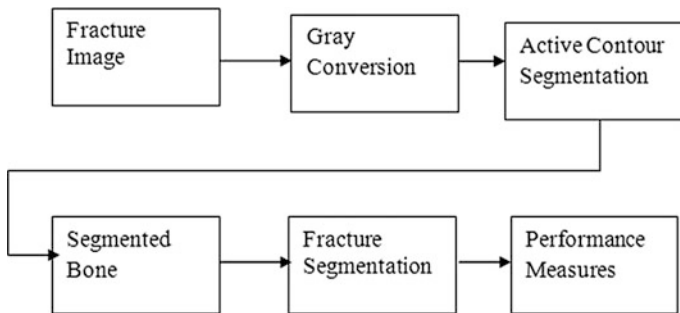 Fracture
Image
Gray
Conversion
Active Contour
Segmentation
Segmented
Bone
Fracture
Segmentation
Performance
Measures